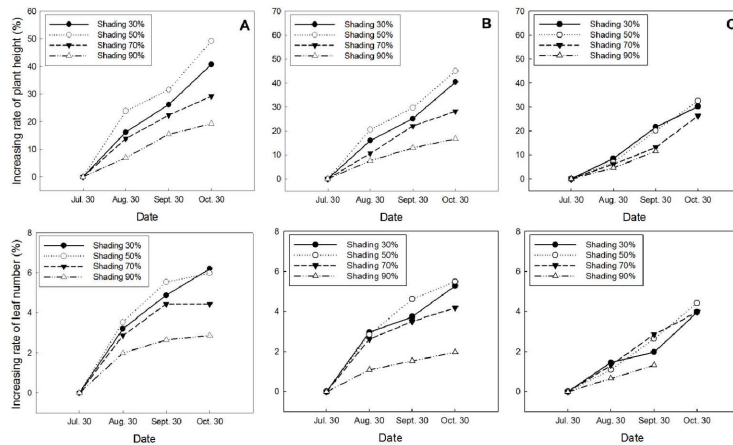 A
Increasing rate of plant height (%)
60
50
40
30
20
10
0
Shading 30%
Shading 50%
Shading 70%
Shading 90%
Jul. 30
Aug. 30
Sept. 30
Oct. 30
Date
B
70
60
50
40
30
20
10
0
Shading 30%
Shading 50%
Shading 70%
Shading 90%
Jul. 30
Aug. 30
Sept. 30
Oct. 30
Date
C
70
60
50
40
30
20
10
0
Shading 30%
Shading 50%
Shading 70%
Shading 90%
Jul. 30
Aug. 30
Sept. 30
Oct. 30
Date
Increasing rate of leaf number (%)
8
6
4
2
0
Shading 30%
Shading 50%
Shading 70%
Shading 90%
Jul. 30
Aug. 30
Sept. 30
Oct. 30
Date
8
6
4
2
0
Shading 30%
Shading 50%
Shading 70%
Shading 90%
Jul. 30
Aug. 30
Sept. 30
Oct. 30
Date
8
6
4
2
0
Shading 30%
Shading 50%
Shading 70%
Shading 90%
Jul. 30
Aug. 30
Sept. 30
Oct. 30
Date